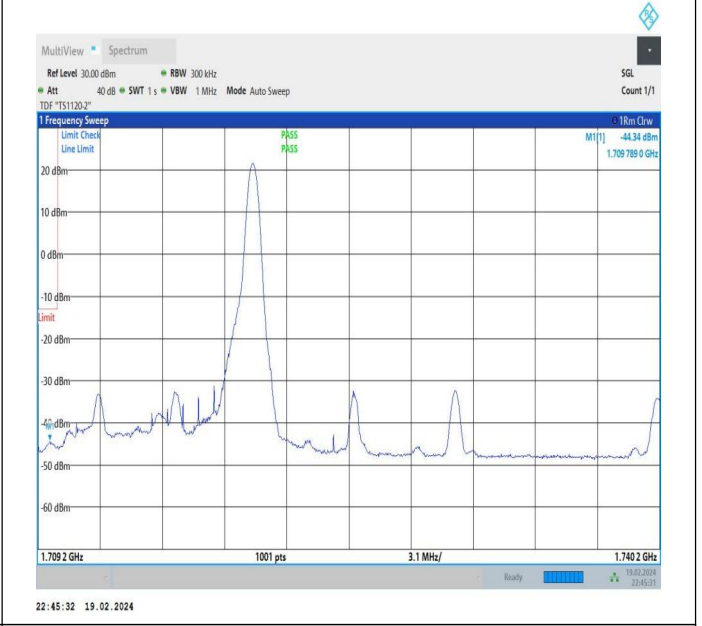 R S
MultiView Spectrum
Ref Level 30.00 dBm RBW 300 kHz SGL
Att 40 dB SWT 1 s VBW 1 MHz Mode Auto Sweep Count 1/1
TDF "TS1120-2"
1 Frequency Sweep 1Rm Clrw
Limit Check PASS M1[1] -44.34 dBm
Line Limit PASS 1.709 789 0 GHz
20 dBm
10 dBm
0 dBm
-10 dBm
Limit
-20 dBm
-30 dBm
-40 dBm
M1
-50 dBm
-60 dBm
1.709 2 GHz 1001 pts 3.1 MHz/ 1.740 2 GHz
Ready 19.02.2024
22:45:31
22:45:32 19.02.2024